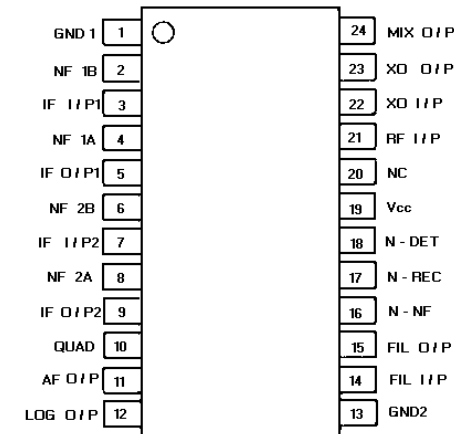 GND 1 1 24 MIX O/P
NF 1B 2 23 XO O/P
IF I/P1 3 22 XO I/P
NF 1A 4 21 RF I/P
IF O/P1 5 20 NC
NF 2B 6 19 Vcc
IF I/P2 7 18 N - DET
NF 2A 8 17 N - REC
IF O/P2 9 16 N - NF
QUAD 10 15 FIL O/P
AF O/P 11 14 FIL I/P
LOG O/P 12 13 GND2